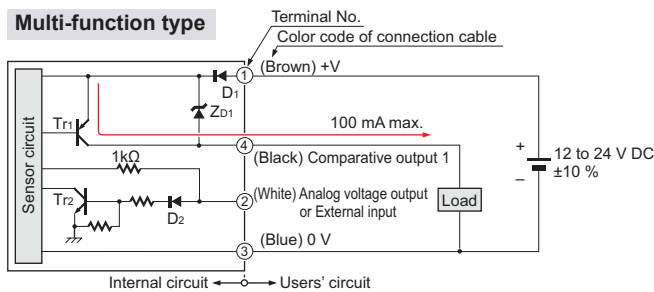 Multi-function type
Terminal No.
Color code of connection cable
1 (Brown) +V
D1
ZD1
Tr1
100 mA max.
4
(Black) Comparative output 1
+
12 to 24 V DC
±10 %
–
Sensor circuit
1kΩ
Tr2
D2
2 (White) Analog voltage output
or External input
Load
(Blue) 0 V
3
Internal circuit
Users' circuit